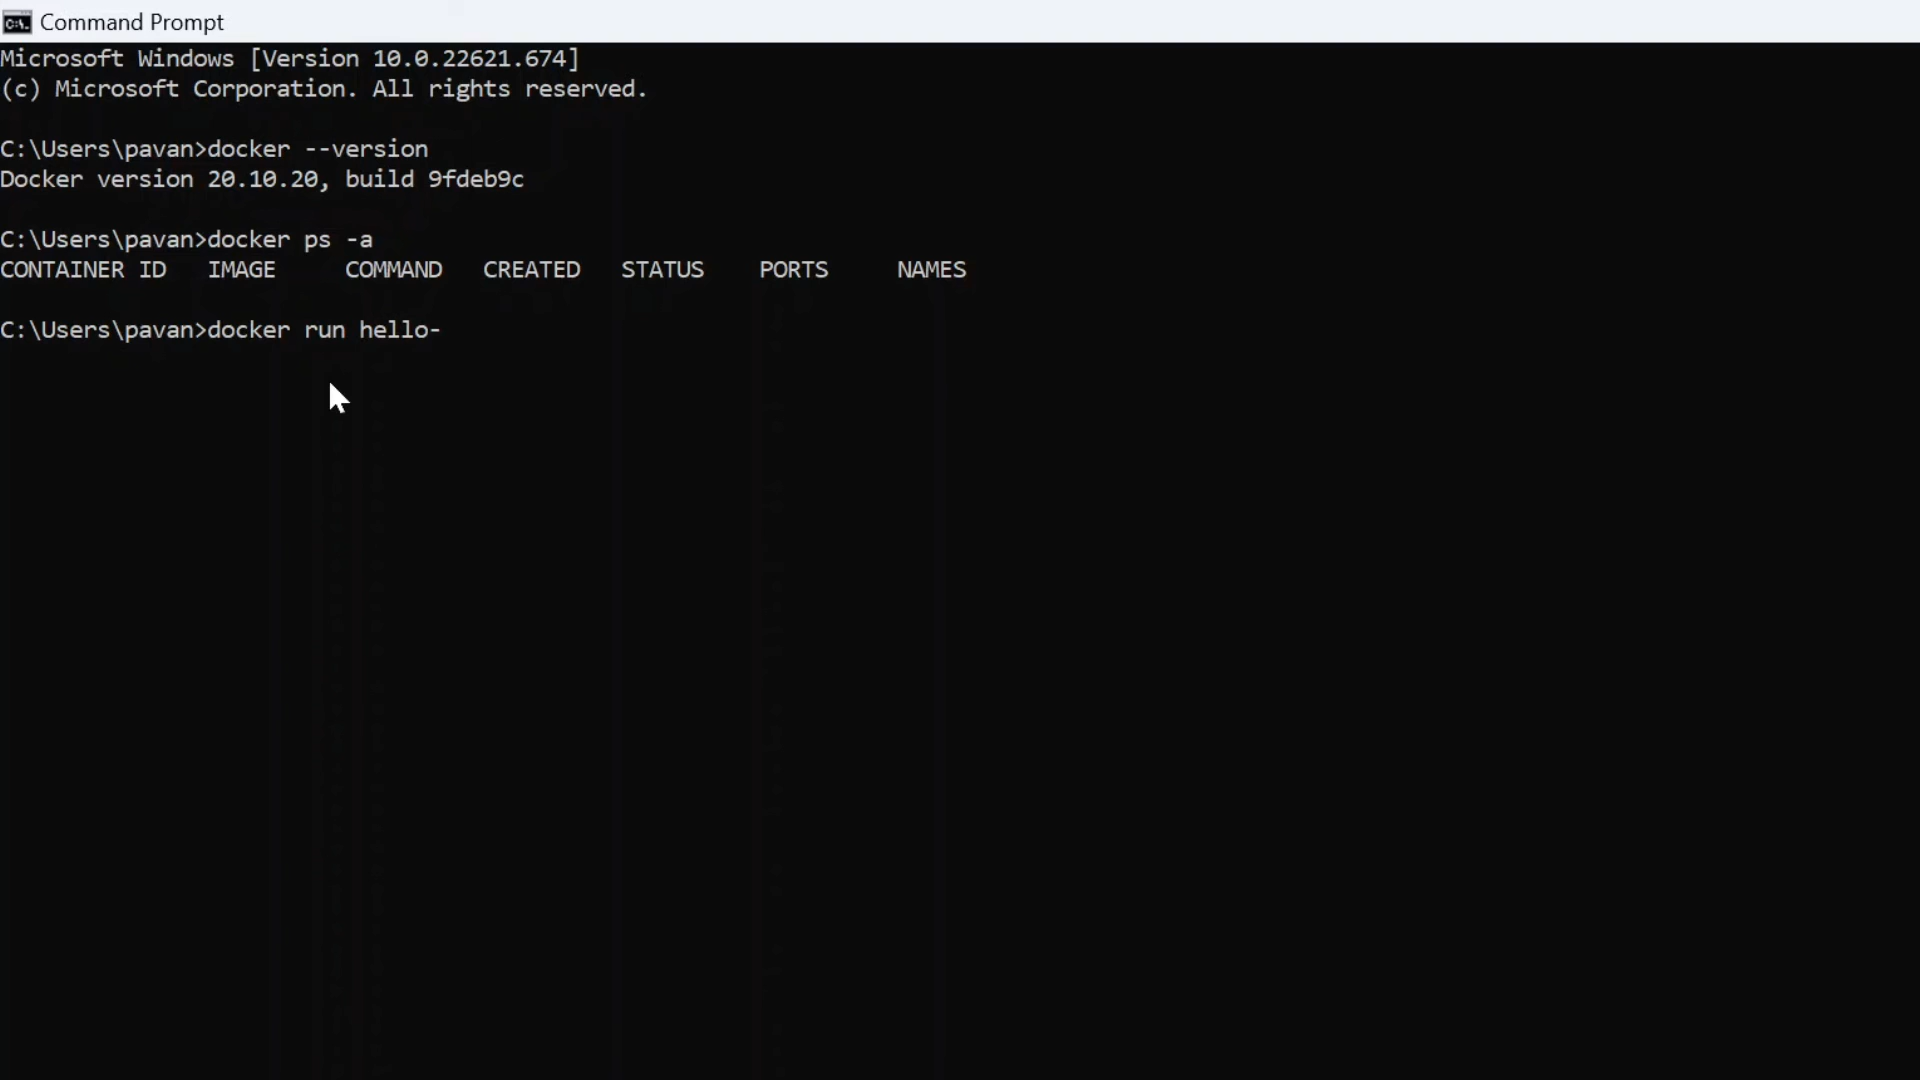 Command Prompt
Microsoft Windows [Version 10.0.22621.674]
(c) Microsoft Corporation. All rights reserved.
C:\Users\pavan>docker --version
Docker version 20.10.20, build 9fdeb9c
C:\Users\pavan>docker ps -a
CONTAINER ID   IMAGE     COMMAND   CREATED   STATUS    PORTS     NAMES
C:\Users\pavan>docker run hello-